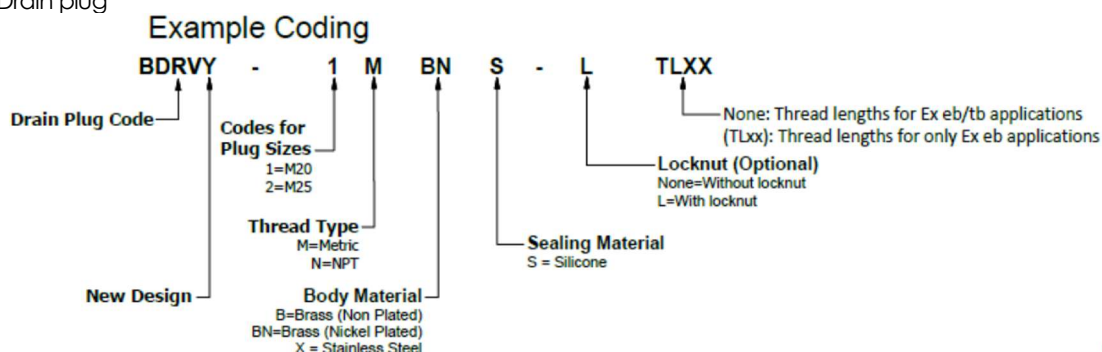 Drain plug
Example Coding
BDRVY - 1 M BN S - L TLXX
Drain Plug Code
None: Thread lengths for Ex eb/tb applications
(TLxx): Thread lengths for only Ex eb applications
Codes for
Plug Sizes
1=M20
2=M25
Locknut (Optional)
None=Without locknut
L=With locknut
Thread Type
M=Metric
N=NPT
Sealing Material
S = Silicone
New Design
Body Material
B=Brass (Non Plated)
BN=Brass (Nickel Plated)
X = Stainless Steel